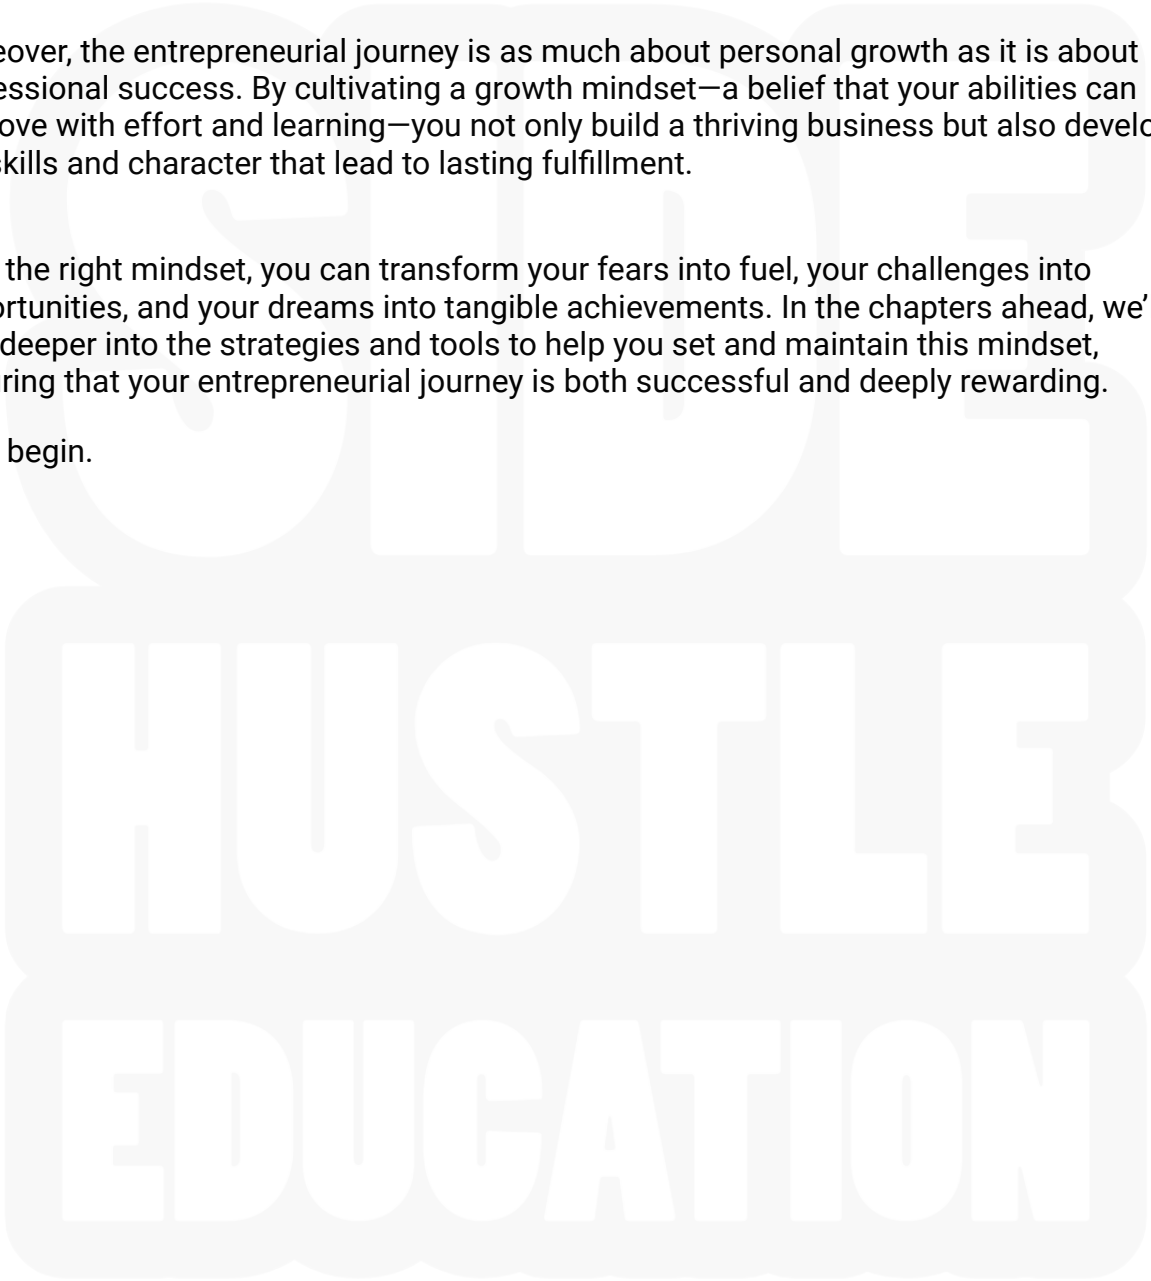 eover, the entrepreneurial journey is as much about personal growth as it is about
essional success. By cultivating a growth mindset—a belief that your abilities can
ove with effort and learning—you not only build a thriving business but also develo
skills and character that lead to lasting fulfillment.
the right mindset, you can transform your fears into fuel, your challenges into
ortunities, and your dreams into tangible achievements. In the chapters ahead, we’
deeper into the strategies and tools to help you set and maintain this mindset,
ring that your entrepreneurial journey is both successful and deeply rewarding.
begin.
SIDE
HUSTLE
EDUCATION